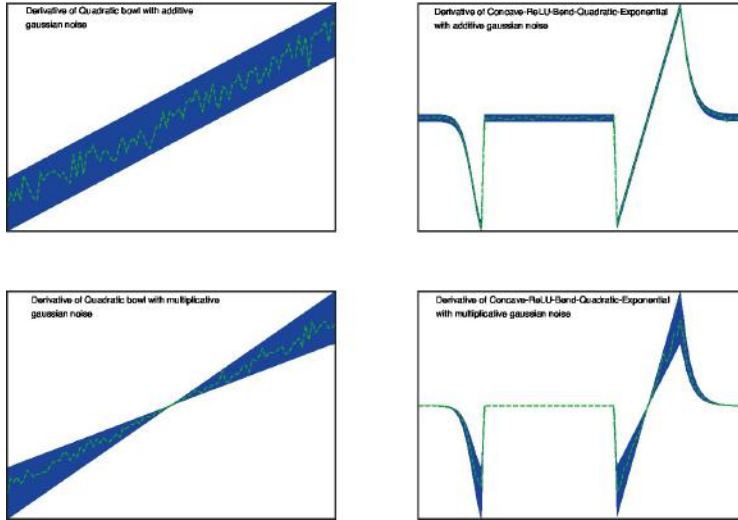 Derivative of Quadratic bowl with additive
gaussian noise
Derivative of Concave-ReLU-Bend-Quadratic-Exponential
with additive gaussian noise
Derivative of Quadratic bowl with multiplicative
gaussian noise
Derivative of Concave-ReLU-Bend-Quadratic-Exponential
with multiplicative gaussian noise